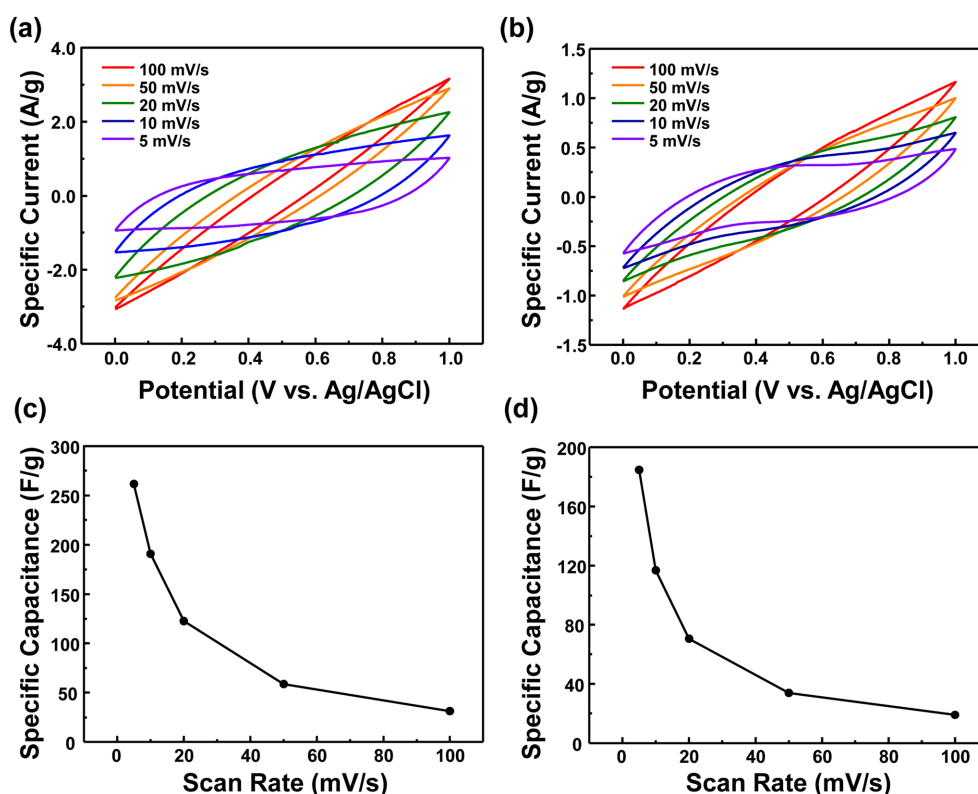 (a)
4.0
2.0
0.0
-2.0
-4.0
Specific Current (A/g)
100 mV/s
50 mV/s
20 mV/s
10 mV/s
5 mV/s
0.0 0.2 0.4 0.6 0.8 1.0
Potential (V vs. Ag/AgCl)
(b)
1.5
1.0
0.5
0.0
-0.5
-1.0
-1.5
Specific Current (A/g)
100 mV/s
50 mV/s
20 mV/s
10 mV/s
5 mV/s
0.0 0.2 0.4 0.6 0.8 1.0
Potential (V vs. Ag/AgCl)
(c)
300
250
200
150
100
50
0
Specific Capacitance (F/g)
0 20 40 60 80 100
Scan Rate (mV/s)
(d)
200
160
120
80
40
0
Specific Capacitance (F/g)
0 20 40 60 80 100
Scan Rate (mV/s)